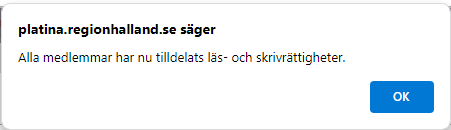 platina.regionhalland.se säger
Alla medlemmar har nu tilldelats läs- och skrivrättigheter.
OK